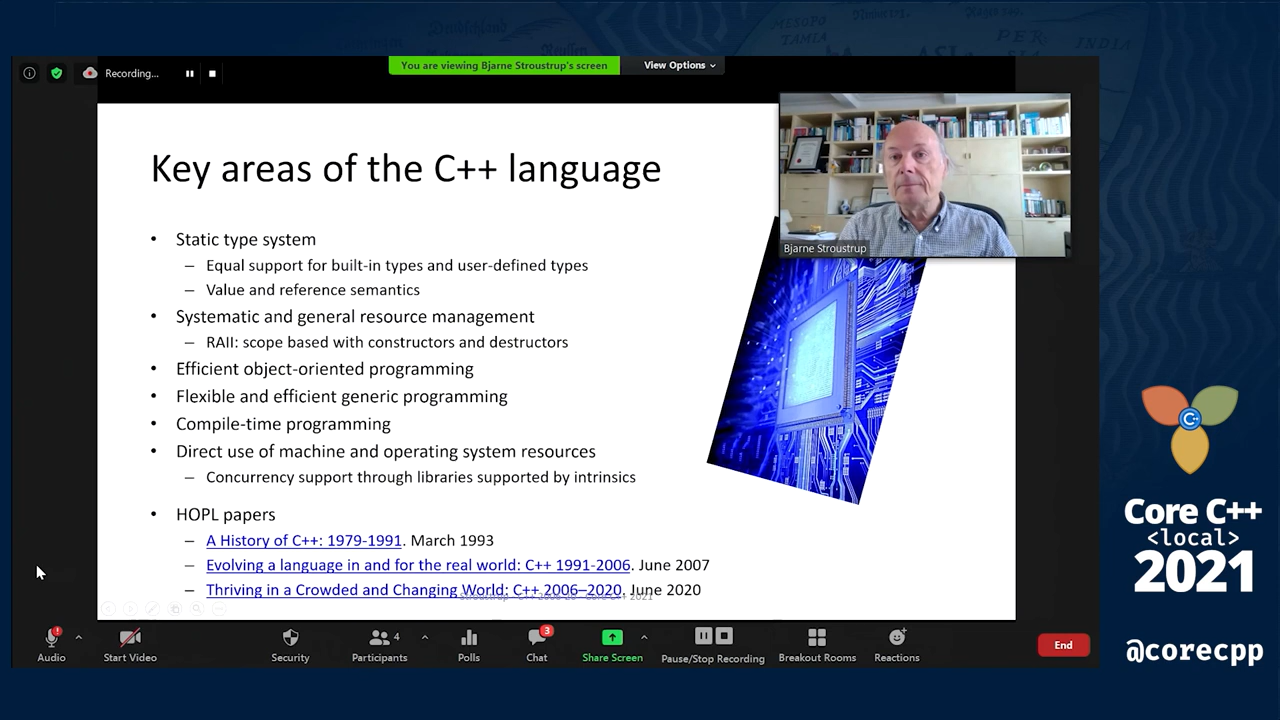 MESOPO
TAMIA
PER
INDIA
Recording...
You are viewing Bjarne Stroustrup's screen
View Options
Key areas of the C++ language
Bjarne Stroustrup
• Static type system
– Equal support for built-in types and user-defined types
– Value and reference semantics
• Systematic and general resource management
– RAII: scope based with constructors and destructors
• Efficient object-oriented programming
• Flexible and efficient generic programming
• Compile-time programming
• Direct use of machine and operating system resources
– Concurrency support through libraries supported by intrinsics
• HOPL papers
– A History of C++: 1979-1991. March 1993
– Evolving a language in and for the real world: C++ 1991-2006. June 2007
– Thriving in a Crowded and Changing World: C++ 2006–2020. June 2020
Audio
Start Video
Security
Participants 4
Polls
Chat 3
Share Screen
Pause/Stop Recording
Breakout Rooms
Reactions
End
C++
Core C++
<local>
2021
@corecpp